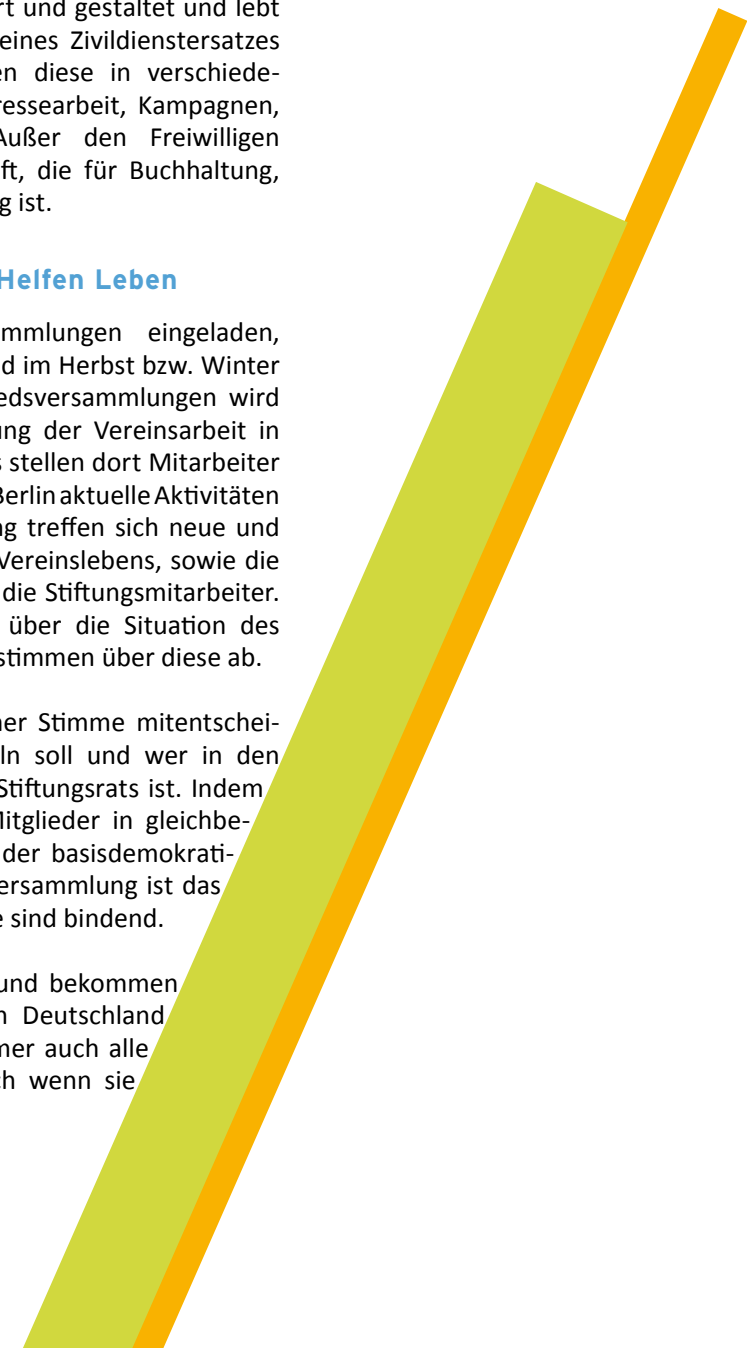 rt und gestaltet und lebt
eines Zivildienstersatzes
en diese in verschiede-
ressearbeit, Kampagnen,
Außer den Freiwilligen
ft, die für Buchhaltung,
g ist.
Helfen Leben
mmlungen eingeladen,
d im Herbst bzw. Winter
edsversammlungen wird
ung der Vereinsarbeit in
s stellen dort Mitarbeiter
Berlin aktuelle Aktivitäten
ng treffen sich neue und
Vereinslebens, sowie die
die Stiftungsmitarbeiter.
über die Situation des
stimmen über diese ab.
ner Stimme mitentschei-
ln soll und wer in den
Stiftungsrats ist. Indem
Mitglieder in gleichbe-
der basisdemokrati-
ersammlung ist das
e sind bindend.
und bekommen
n Deutschland
mer auch alle
ch wenn sie